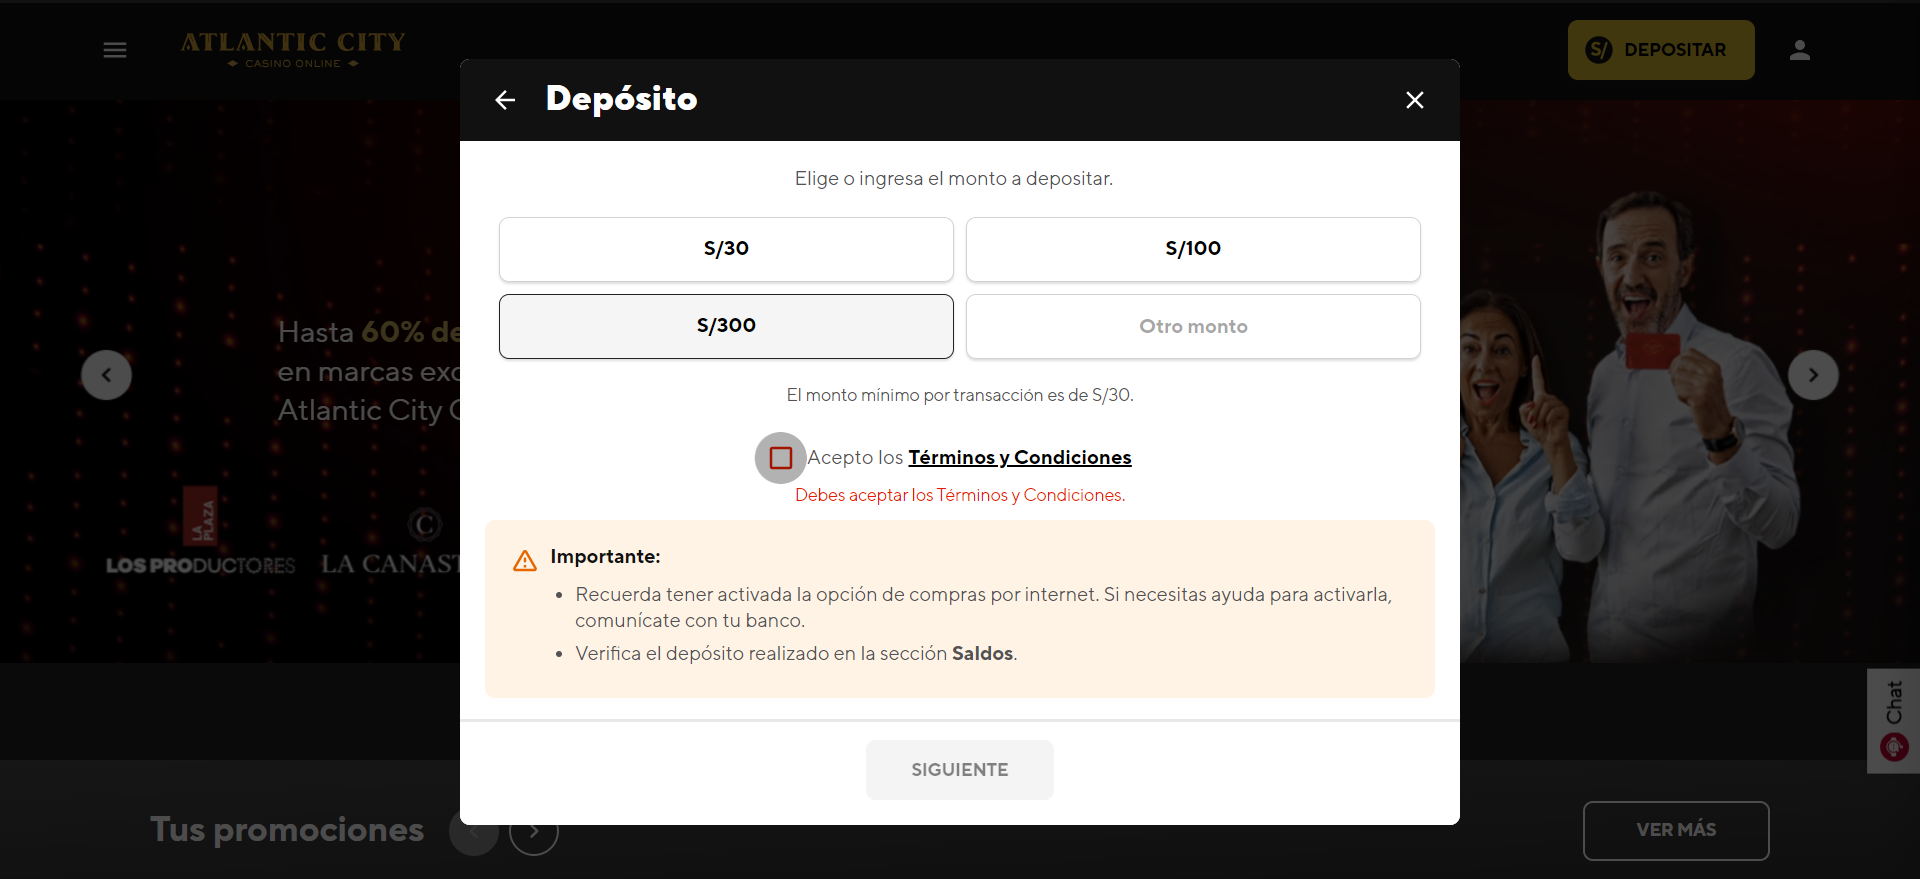 ATLANTIC CITY
CASINO ONLINE
S/ DEPOSITAR
Depósito
Elige o ingresa el monto a depositar.
S/30
S/100
S/300
Otro monto
El monto mínimo por transacción es de S/30.
Acepto los Términos y Condiciones
Debes aceptar los Términos y Condiciones.
Importante:
Recuerda tener activada la opción de compras por internet. Si necesitas ayuda para activarla,
comunícate con tu banco.
Verifica el depósito realizado en la sección Saldos.
SIGUIENTE
Hasta 60% de
en marcas exc
Atlantic City C
LA PLAZA
LOS PRODUCTORES
C
LA CANAST
Chat
Tus promociones
VER MÁS